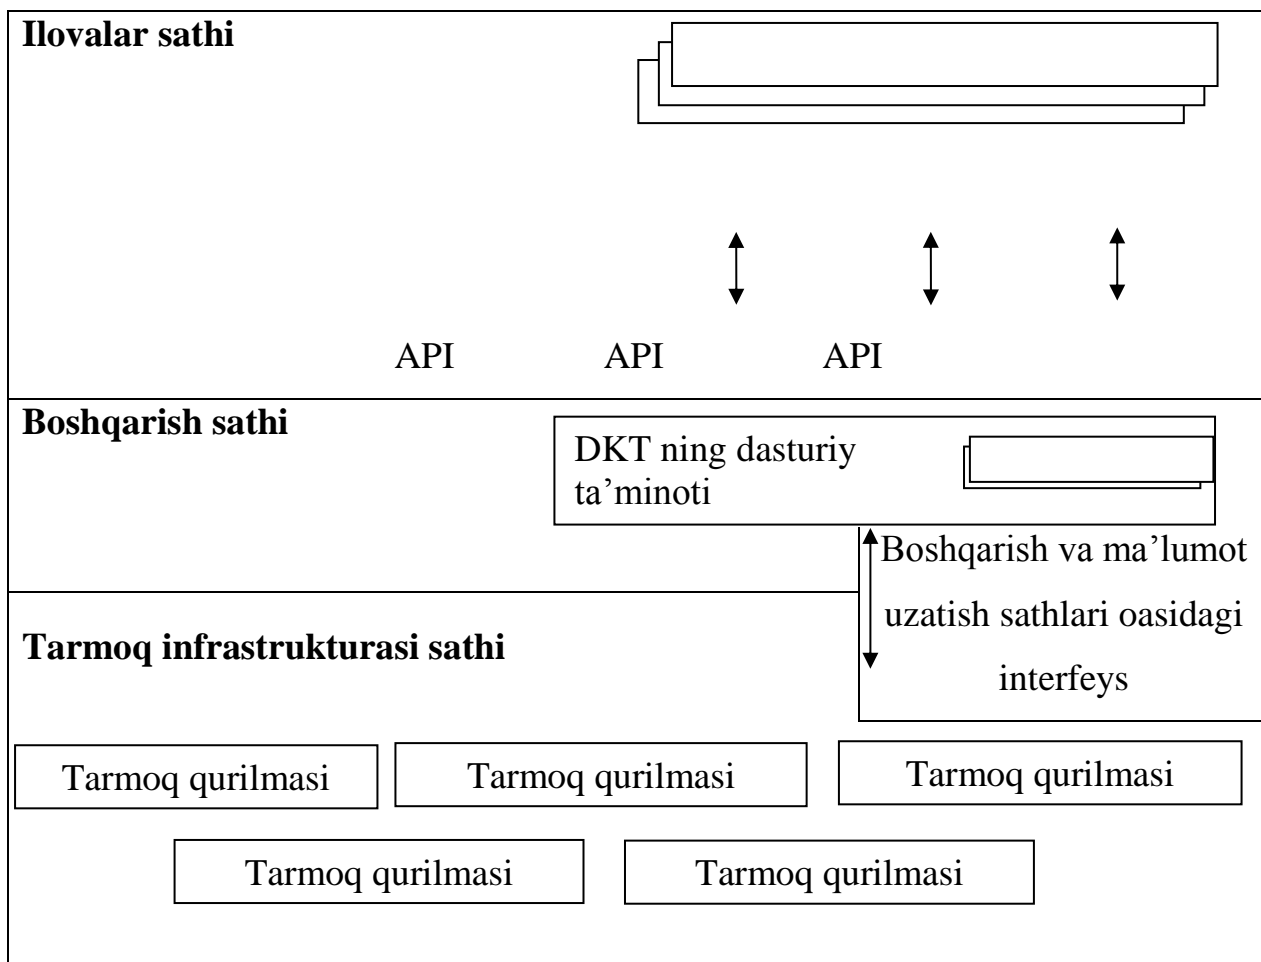 Ilovalar sathi
API API API
Boshqarish sathi
DKT ning dasturiy
ta’minoti
Boshqarish va ma’lumot
uzatish sathlari oasidagi
interfeys
Tarmoq infrastrukturasi sathi
Tarmoq qurilmasi Tarmoq qurilmasi Tarmoq qurilmasi
Tarmoq qurilmasi Tarmoq qurilmasi